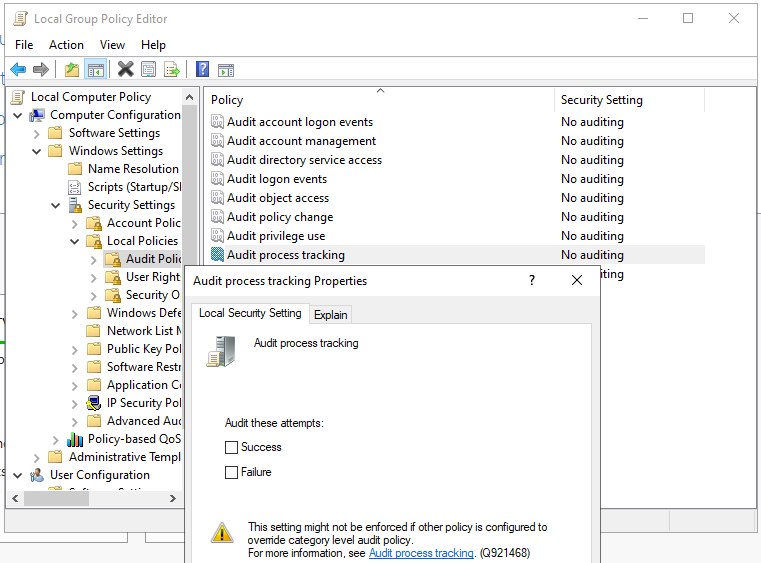 Local Group Policy Editor
File Action View Help
Local Computer Policy
Computer Configuration
Software Settings
Windows Settings
Name Resolution
Scripts (Startup/Sl
Security Settings
Account Polic
Local Policies
Audit Polic
User Right
Security O
Windows Defe
Network List M
Public Key Pol
Software Restr
Application Co
IP Security Pol
Advanced Aud
Policy-based QoS
Administrative Templ
User Configuration
Policy Security Setting
Audit account logon events No auditing
Audit account management No auditing
Audit directory service access No auditing
Audit logon events No auditing
Audit object access No auditing
Audit policy change No auditing
Audit privilege use No auditing
Audit process tracking No auditing
diting
Audit process tracking Properties ?
Local Security Setting Explain
Audit process tracking
Audit these attempts:
Success
Failure
This setting might not be enforced if other policy is configured to
override category level audit policy.
For more information, see Audit process tracking. (Q921468)